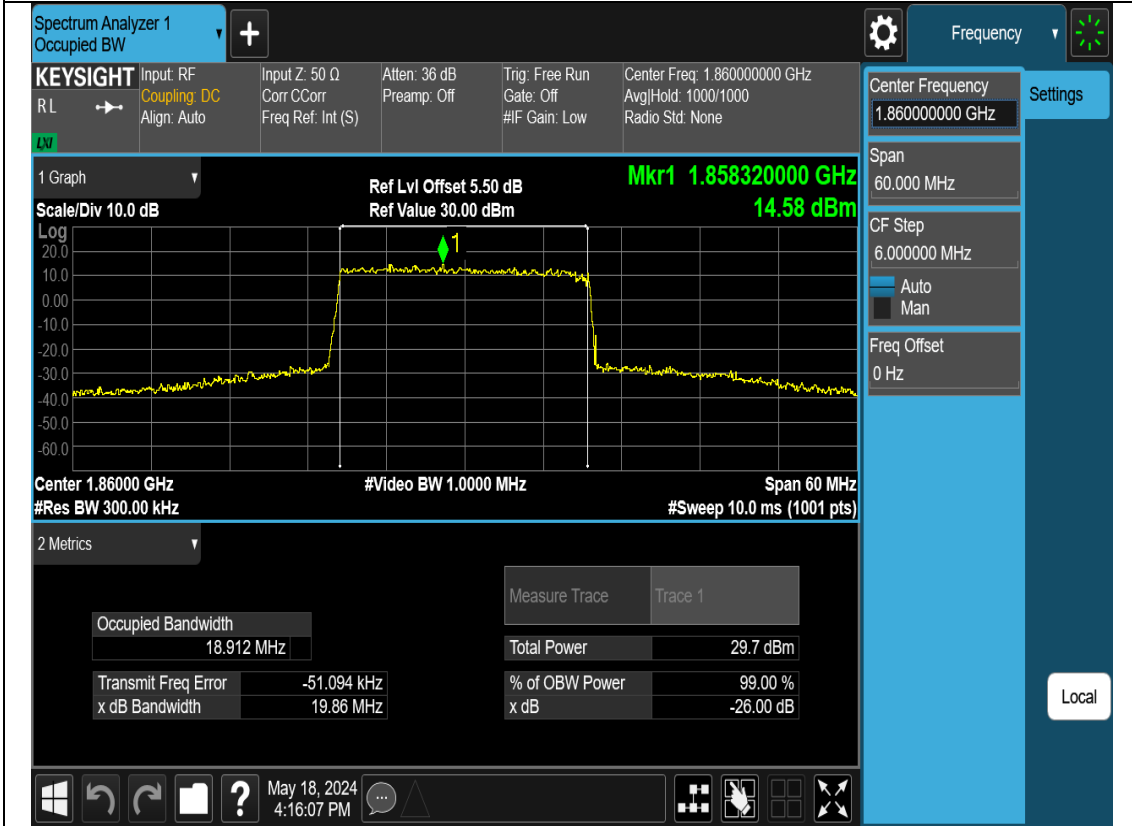 Spectrum Analyzer 1
Occupied BW
+
Frequency
KEYSIGHT
R L
LXI
Input: RF
Coupling: DC
Align: Auto
Input Z: 50 Ω
Corr CCorr
Freq Ref: Int (S)
Atten: 36 dB
Preamp: Off
Trig: Free Run
Gate: Off
#IF Gain: Low
Center Freq: 1.860000000 GHz
Avg|Hold: 1000/1000
Radio Std: None
Center Frequency
1.860000000 GHz
Settings
Span
60.000 MHz
CF Step
6.000000 MHz
Auto
Man
Freq Offset
0 Hz
Local
1 Graph
Scale/Div 10.0 dB
Ref Lvl Offset 5.50 dB
Ref Value 30.00 dBm
Mkr1 1.858320000 GHz
14.58 dBm
Log
1
20.0
10.0
0.00
-10.0
-20.0
-30.0
-40.0
-50.0
-60.0
Center 1.86000 GHz
#Video BW 1.0000 MHz
Span 60 MHz
#Res BW 300.00 kHz
#Sweep 10.0 ms (1001 pts)
2 Metrics
Measure Trace Trace 1
Occupied Bandwidth
18.912 MHz
Total Power 29.7 dBm
Transmit Freq Error -51.094 kHz
% of OBW Power 99.00 %
x dB Bandwidth 19.86 MHz
x dB -26.00 dB
?
May 18, 2024
4:16:07 PM